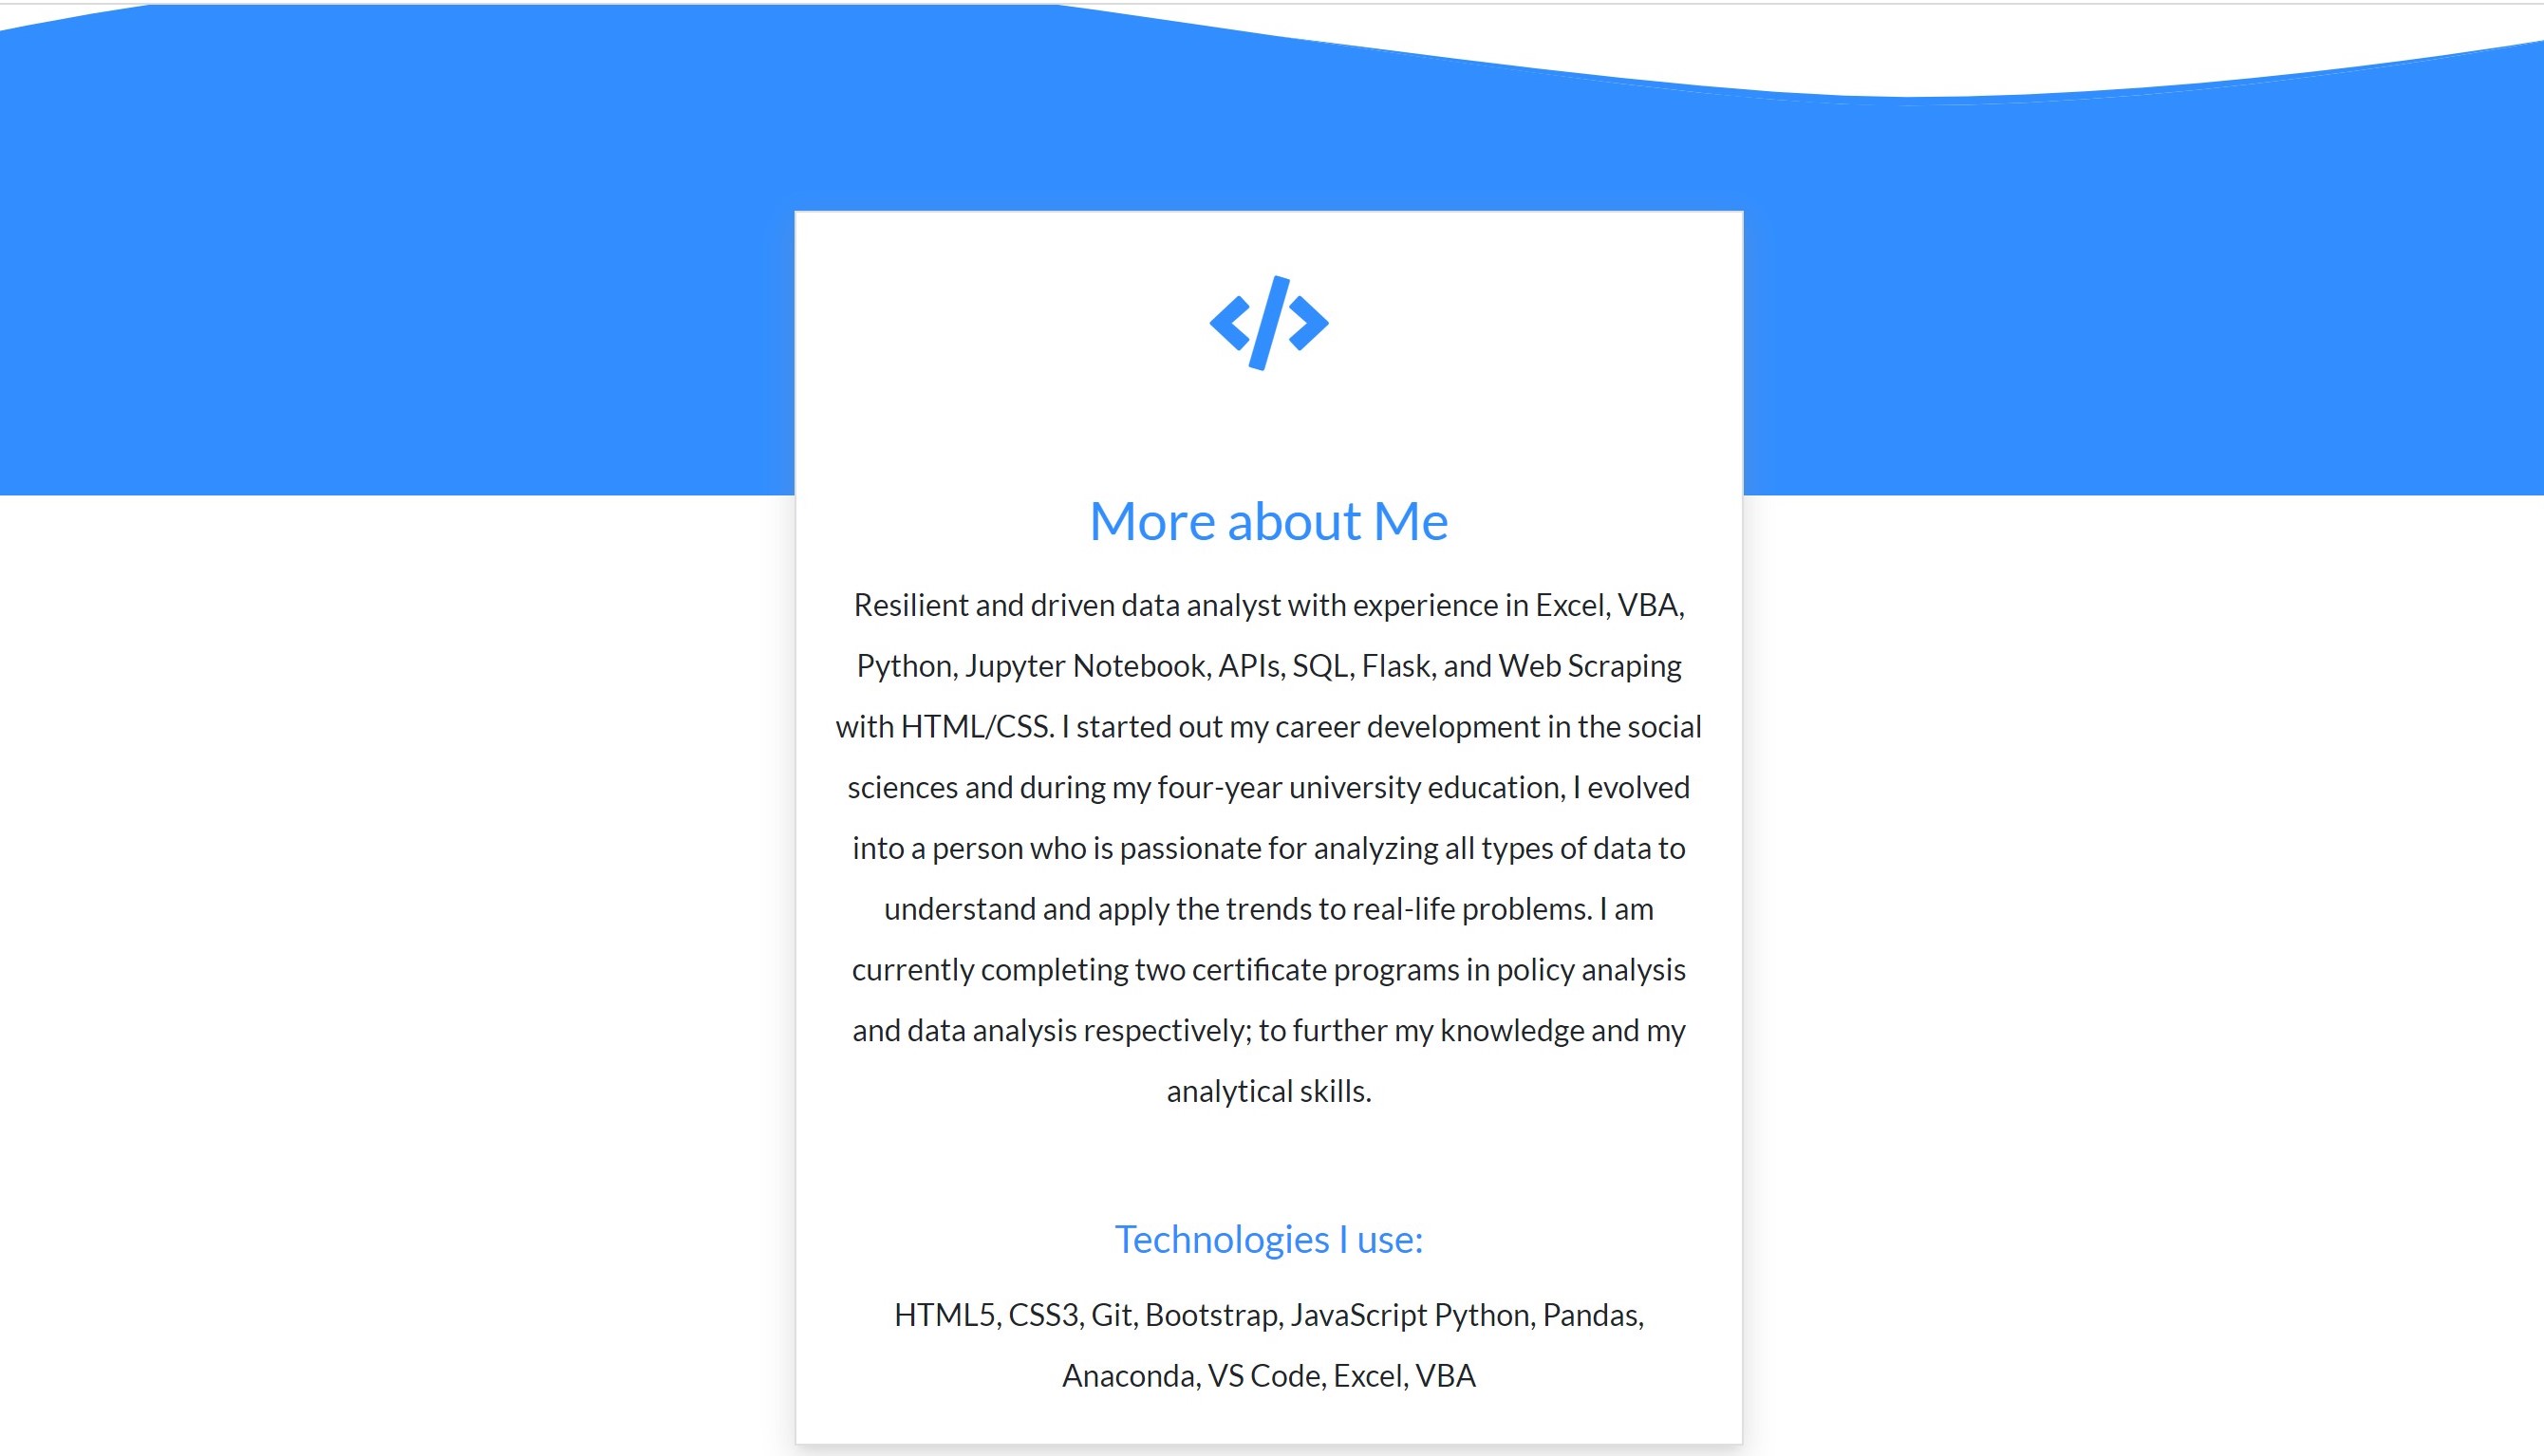 More about Me
Resilient and driven data analyst with experience in Excel, VBA,
Python, Jupyter Notebook, APIs, SQL, Flask, and Web Scraping
with HTML/CSS. I started out my career development in the social
sciences and during my four-year university education, I evolved
into a person who is passionate for analyzing all types of data to
understand and apply the trends to real-life problems. I am
currently completing two certificate programs in policy analysis
and data analysis respectively; to further my knowledge and my
analytical skills.
Technologies I use:
HTML5, CSS3, Git, Bootstrap, JavaScript Python, Pandas,
Anaconda, VS Code, Excel, VBA